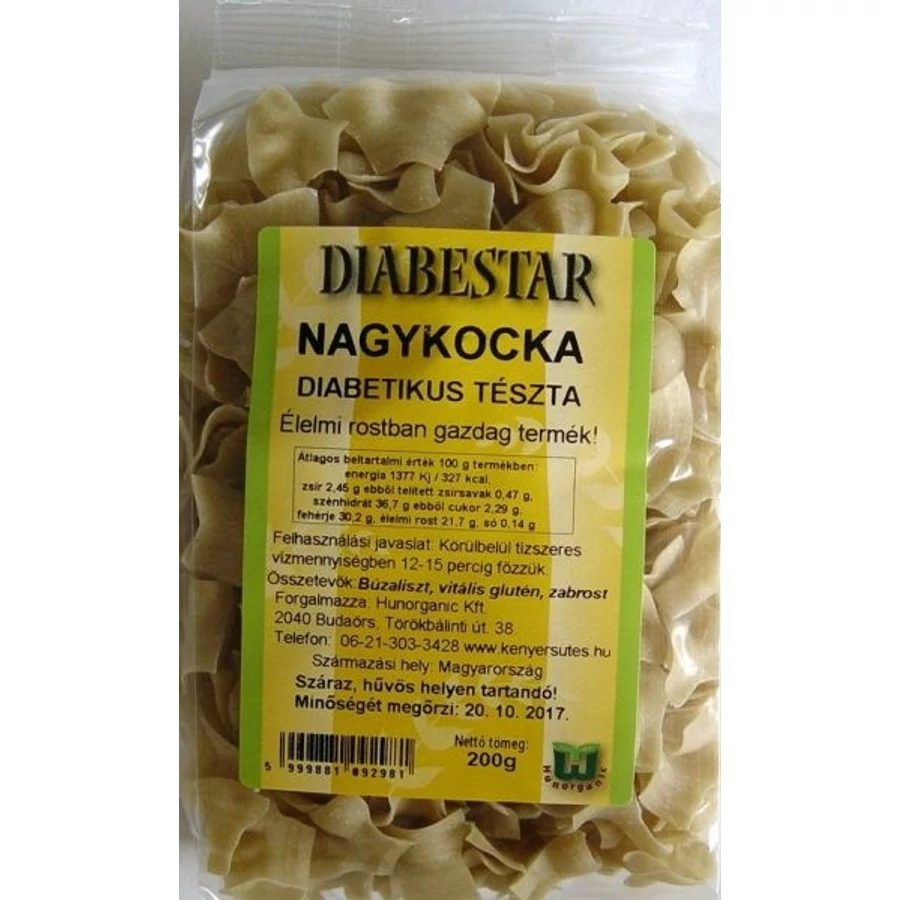 DIABESTAR
NAGYKOCKA
DIABETIKUS TÉSZTA
Élelmi rostban gazdag termék!
Átlagos beltartalmi érték 100 g termékben:
energia 1377 Kj / 327 kcal,
zsír 2,45 g ebből telített zsírsavak 0,47 g,
szénhidrát 36,7 g ebből cukor 2,29 g,
fehérje 30,2 g, élelmi rost 21,7 g, só 0,14 g
Felhasználási javaslat: Körülbelül tízszeres
vízmennyiségben 12-15 percig főzzük.
Összetevők: Búzaliszt, vitális glutén, zabrost
Forgalmazza: Hunorganic Kft.
2040 Budaörs, Törökbálinti út. 38.
Telefon: 06-21-303-3428 www.kenyersutes.hu
Származási hely: Magyarország
Száraz, hűvös helyen tartandó!
Minőségét megőrzi: 20. 10. 2017.
Nettó tömeg:
200g
5 999881 092981
Hunorganic